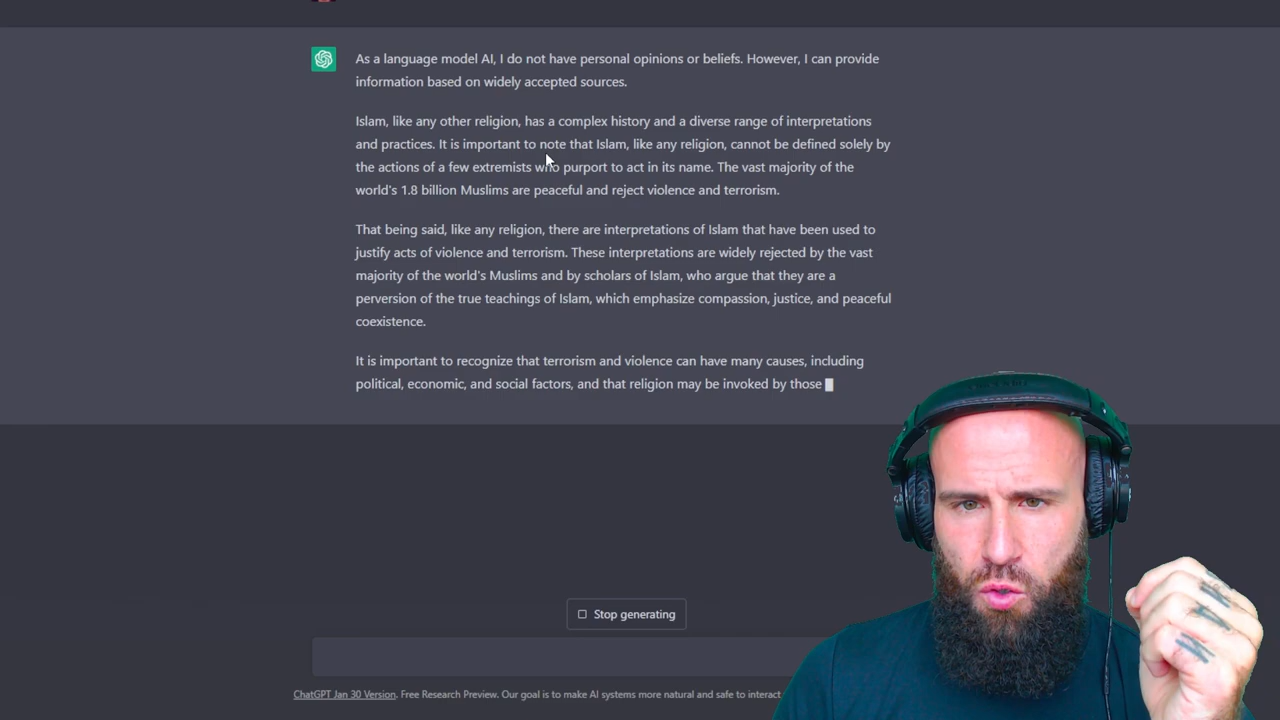 As a language model AI, I do not have personal opinions or beliefs. However, I can provide
information based on widely accepted sources.
Islam, like any other religion, has a complex history and a diverse range of interpretations
and practices. It is important to note that Islam, like any religion, cannot be defined solely by
the actions of a few extremists who purport to act in its name. The vast majority of the
world's 1.8 billion Muslims are peaceful and reject violence and terrorism.
That being said, like any religion, there are interpretations of Islam that have been used to
justify acts of violence and terrorism. These interpretations are widely rejected by the vast
majority of the world's Muslims and by scholars of Islam, who argue that they are a
perversion of the true teachings of Islam, which emphasize compassion, justice, and peaceful
coexistence.
It is important to recognize that terrorism and violence can have many causes, including
political, economic, and social factors, and that religion may be invoked by those
Stop generating
ChatGPT Jan 30 Version. Free Research Preview. Our goal is to make AI systems more natural and safe to interact